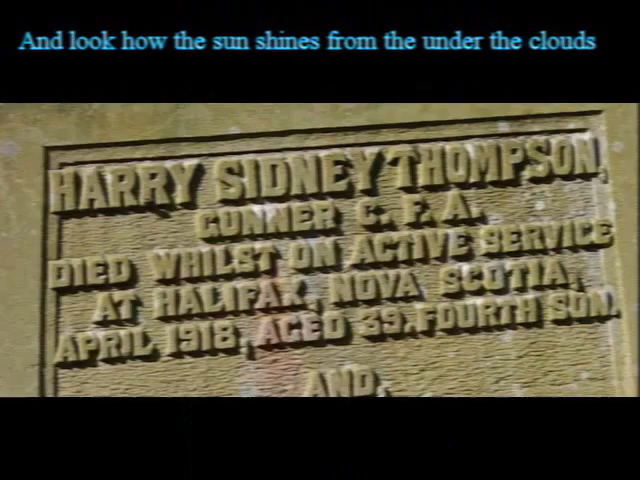 And look how the sun shines from the under the clouds
HARRY SIDNEY THOMPSON,
GUNNER C. F. A.
DIED WHILST ON ACTIVE SERVICE
AT HALIFAX, NOVA SCOTIA,
APRIL 1918, AGED 39. FOURTH SON.
AND,